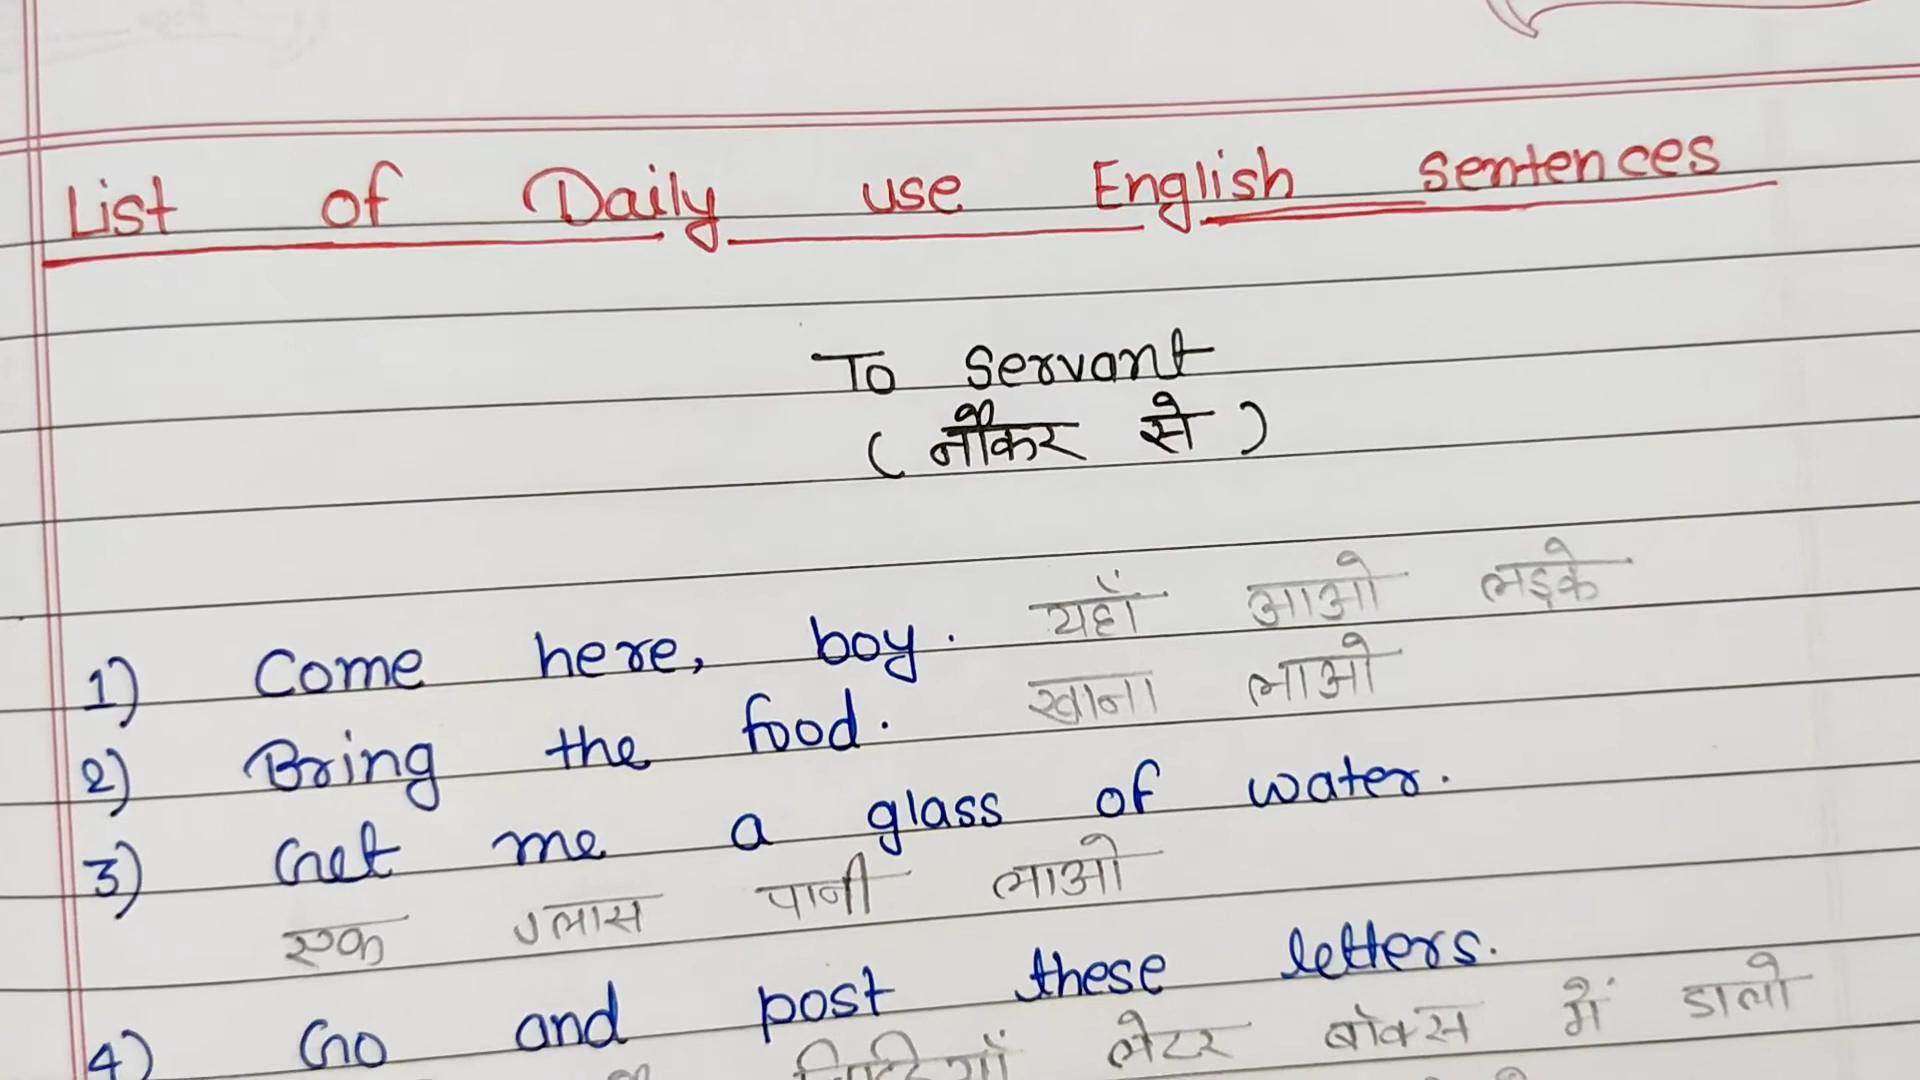 List of Daily use English sentences
To servant
( नौकर से )
1) Come here, boy. यहाँ आओ लड़के
2) Bring the food. खाना लाओ
3) Get me a glass of water.
एक ग्लास पानी लाओ
4) Go and post these letters.
लेटर बॉक्स में डालो